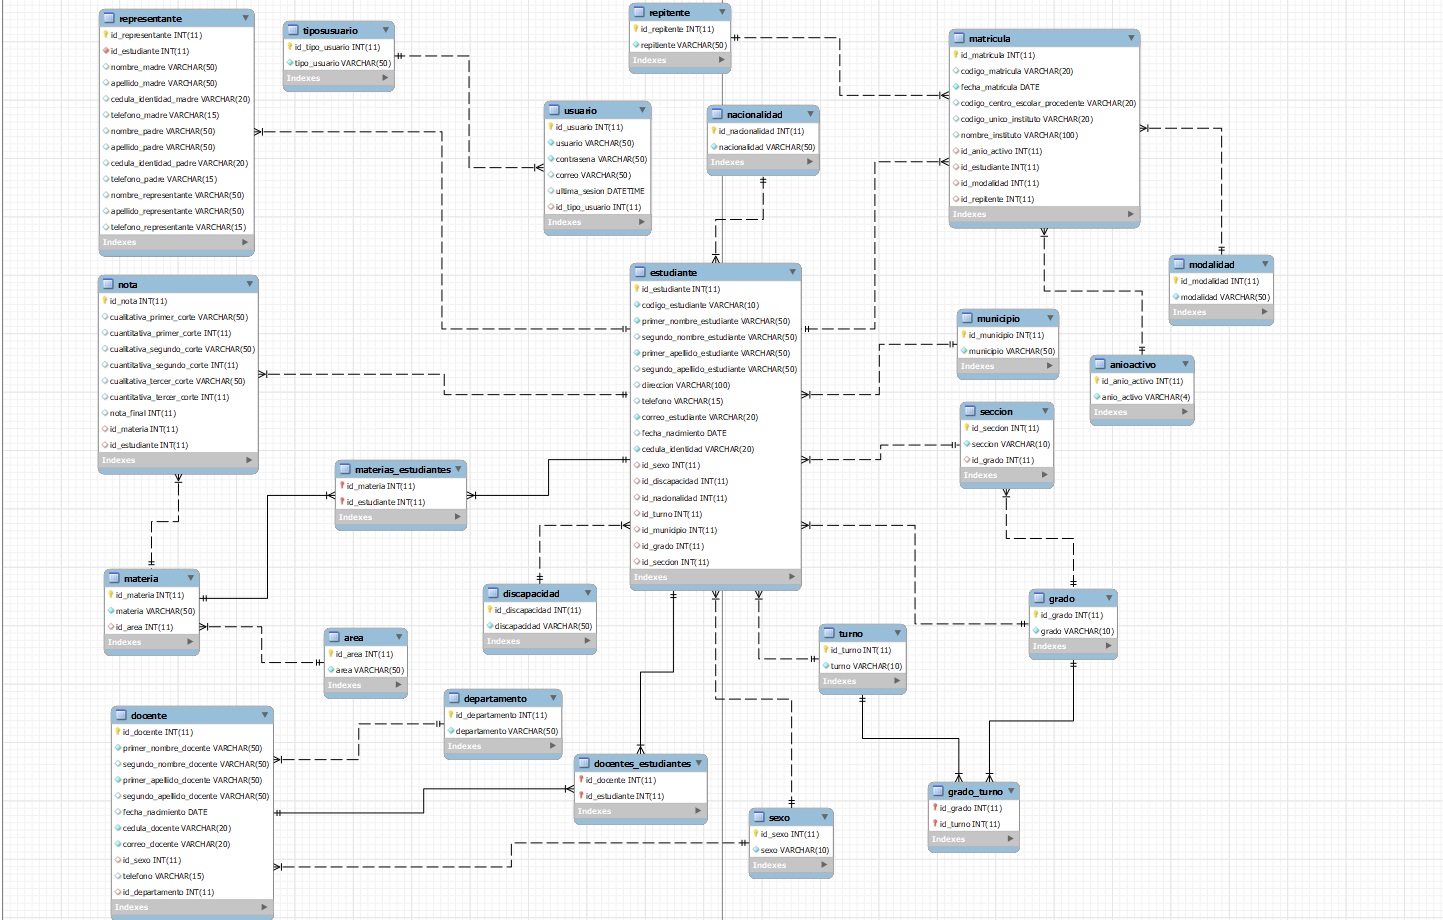 representante
id_representante INT(11)
id_estudiante INT(11)
nombre_madre VARCHAR(50)
apellido_madre VARCHAR(50)
cedula_identidad_madre VARCHAR(20)
telefono_madre VARCHAR(15)
nombre_padre VARCHAR(50)
apellido_padre VARCHAR(50)
cedula_identidad_padre VARCHAR(20)
telefono_padre VARCHAR(15)
nombre_representante VARCHAR(50)
apellido_representante VARCHAR(50)
telefono_representante VARCHAR(15)
Indexes
tiposusuario
id_tipo_usuario INT(11)
tipo_usuario VARCHAR(50)
Indexes
repitente
id_repitente INT(11)
repitiente VARCHAR(50)
Indexes
usuario
id_usuario INT(11)
usuario VARCHAR(50)
contrasena VARCHAR(50)
correo VARCHAR(50)
ultima_sesion DATETIME
id_tipo_usuario INT(11)
Indexes
nacionalidad
id_nacionalidad INT(11)
nacionalidad VARCHAR(50)
Indexes
matricula
id_matricula INT(11)
codigo_matricula VARCHAR(20)
fecha_matricula DATE
codigo_centro_escolar_procedente VARCHAR(20)
codigo_unico_instituto VARCHAR(20)
nombre_instituto VARCHAR(100)
id_anio_activo INT(11)
id_estudiante INT(11)
id_modalidad INT(11)
id_repitente INT(11)
Indexes
modalidad
id_modalidad INT(11)
modalidad VARCHAR(50)
Indexes
nota
id_nota INT(11)
cualitativa_primer_corte VARCHAR(50)
cuantitativa_primer_corte INT(11)
cualitativa_segundo_corte VARCHAR(50)
cuantitativa_segundo_corte INT(11)
cualitativa_tercer_corte VARCHAR(50)
cuantitativa_tercer_corte INT(11)
nota_final INT(11)
id_materia INT(11)
id_estudiante INT(11)
Indexes
estudiante
id_estudiante INT(11)
codigo_estudiante VARCHAR(10)
primer_nombre_estudiante VARCHAR(50)
segundo_nombre_estudiante VARCHAR(50)
primer_apellido_estudiante VARCHAR(50)
segundo_apellido_estudiante VARCHAR(50)
direccion VARCHAR(100)
telefono VARCHAR(15)
correo_estudiante VARCHAR(20)
fecha_nacimiento DATE
cedula_identidad VARCHAR(20)
id_sexo INT(11)
id_discapacidad INT(11)
id_nacionalidad INT(11)
id_turno INT(11)
id_municipio INT(11)
id_grado INT(11)
id_seccion INT(11)
Indexes
municipio
id_municipio INT(11)
municipio VARCHAR(50)
Indexes
anioactivo
id_anio_activo INT(11)
anio_activo VARCHAR(4)
Indexes
seccion
id_seccion INT(11)
seccion VARCHAR(10)
id_grado INT(11)
Indexes
materias_estudiantes
id_materia INT(11)
id_estudiante INT(11)
Indexes
materia
id_materia INT(11)
materia VARCHAR(50)
id_area INT(11)
Indexes
discapacidad
id_discapacidad INT(11)
discapacidad VARCHAR(50)
Indexes
grado
id_grado INT(11)
grado VARCHAR(10)
Indexes
area
id_area INT(11)
area VARCHAR(50)
Indexes
turno
id_turno INT(11)
turno VARCHAR(10)
Indexes
departamento
id_departamento INT(11)
departamento VARCHAR(50)
Indexes
docente
id_docente INT(11)
primer_nombre_docente VARCHAR(50)
segundo_nombre_docente VARCHAR(50)
primer_apellido_docente VARCHAR(50)
segundo_apellido_docente VARCHAR(50)
fecha_nacimiento DATE
cedula_docente VARCHAR(20)
correo_docente VARCHAR(20)
id_sexo INT(11)
telefono VARCHAR(15)
id_departamento INT(11)
Indexes
docentes_estudiantes
id_docente INT(11)
id_estudiante INT(11)
Indexes
sexo
id_sexo INT(11)
sexo VARCHAR(10)
Indexes
grado_turno
id_grado INT(11)
id_turno INT(11)
Indexes